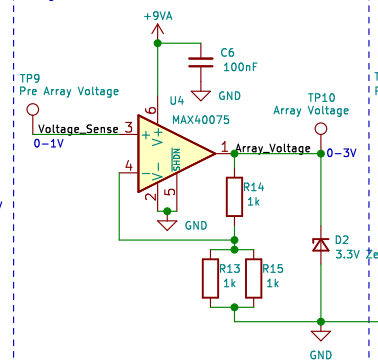 +9VA
C6
100nF
GND
TP9
Pre Array Voltage
U4
MAX40075
TP10
Array Voltage
Voltage_Sense
0-1V
3
+
6
V+
1
Array_Voltage
0-3V
4
-
V-
SHDN
2
5
GND
R14
1k
D2
3.3V Ze
R13
1k
R15
1k
GND